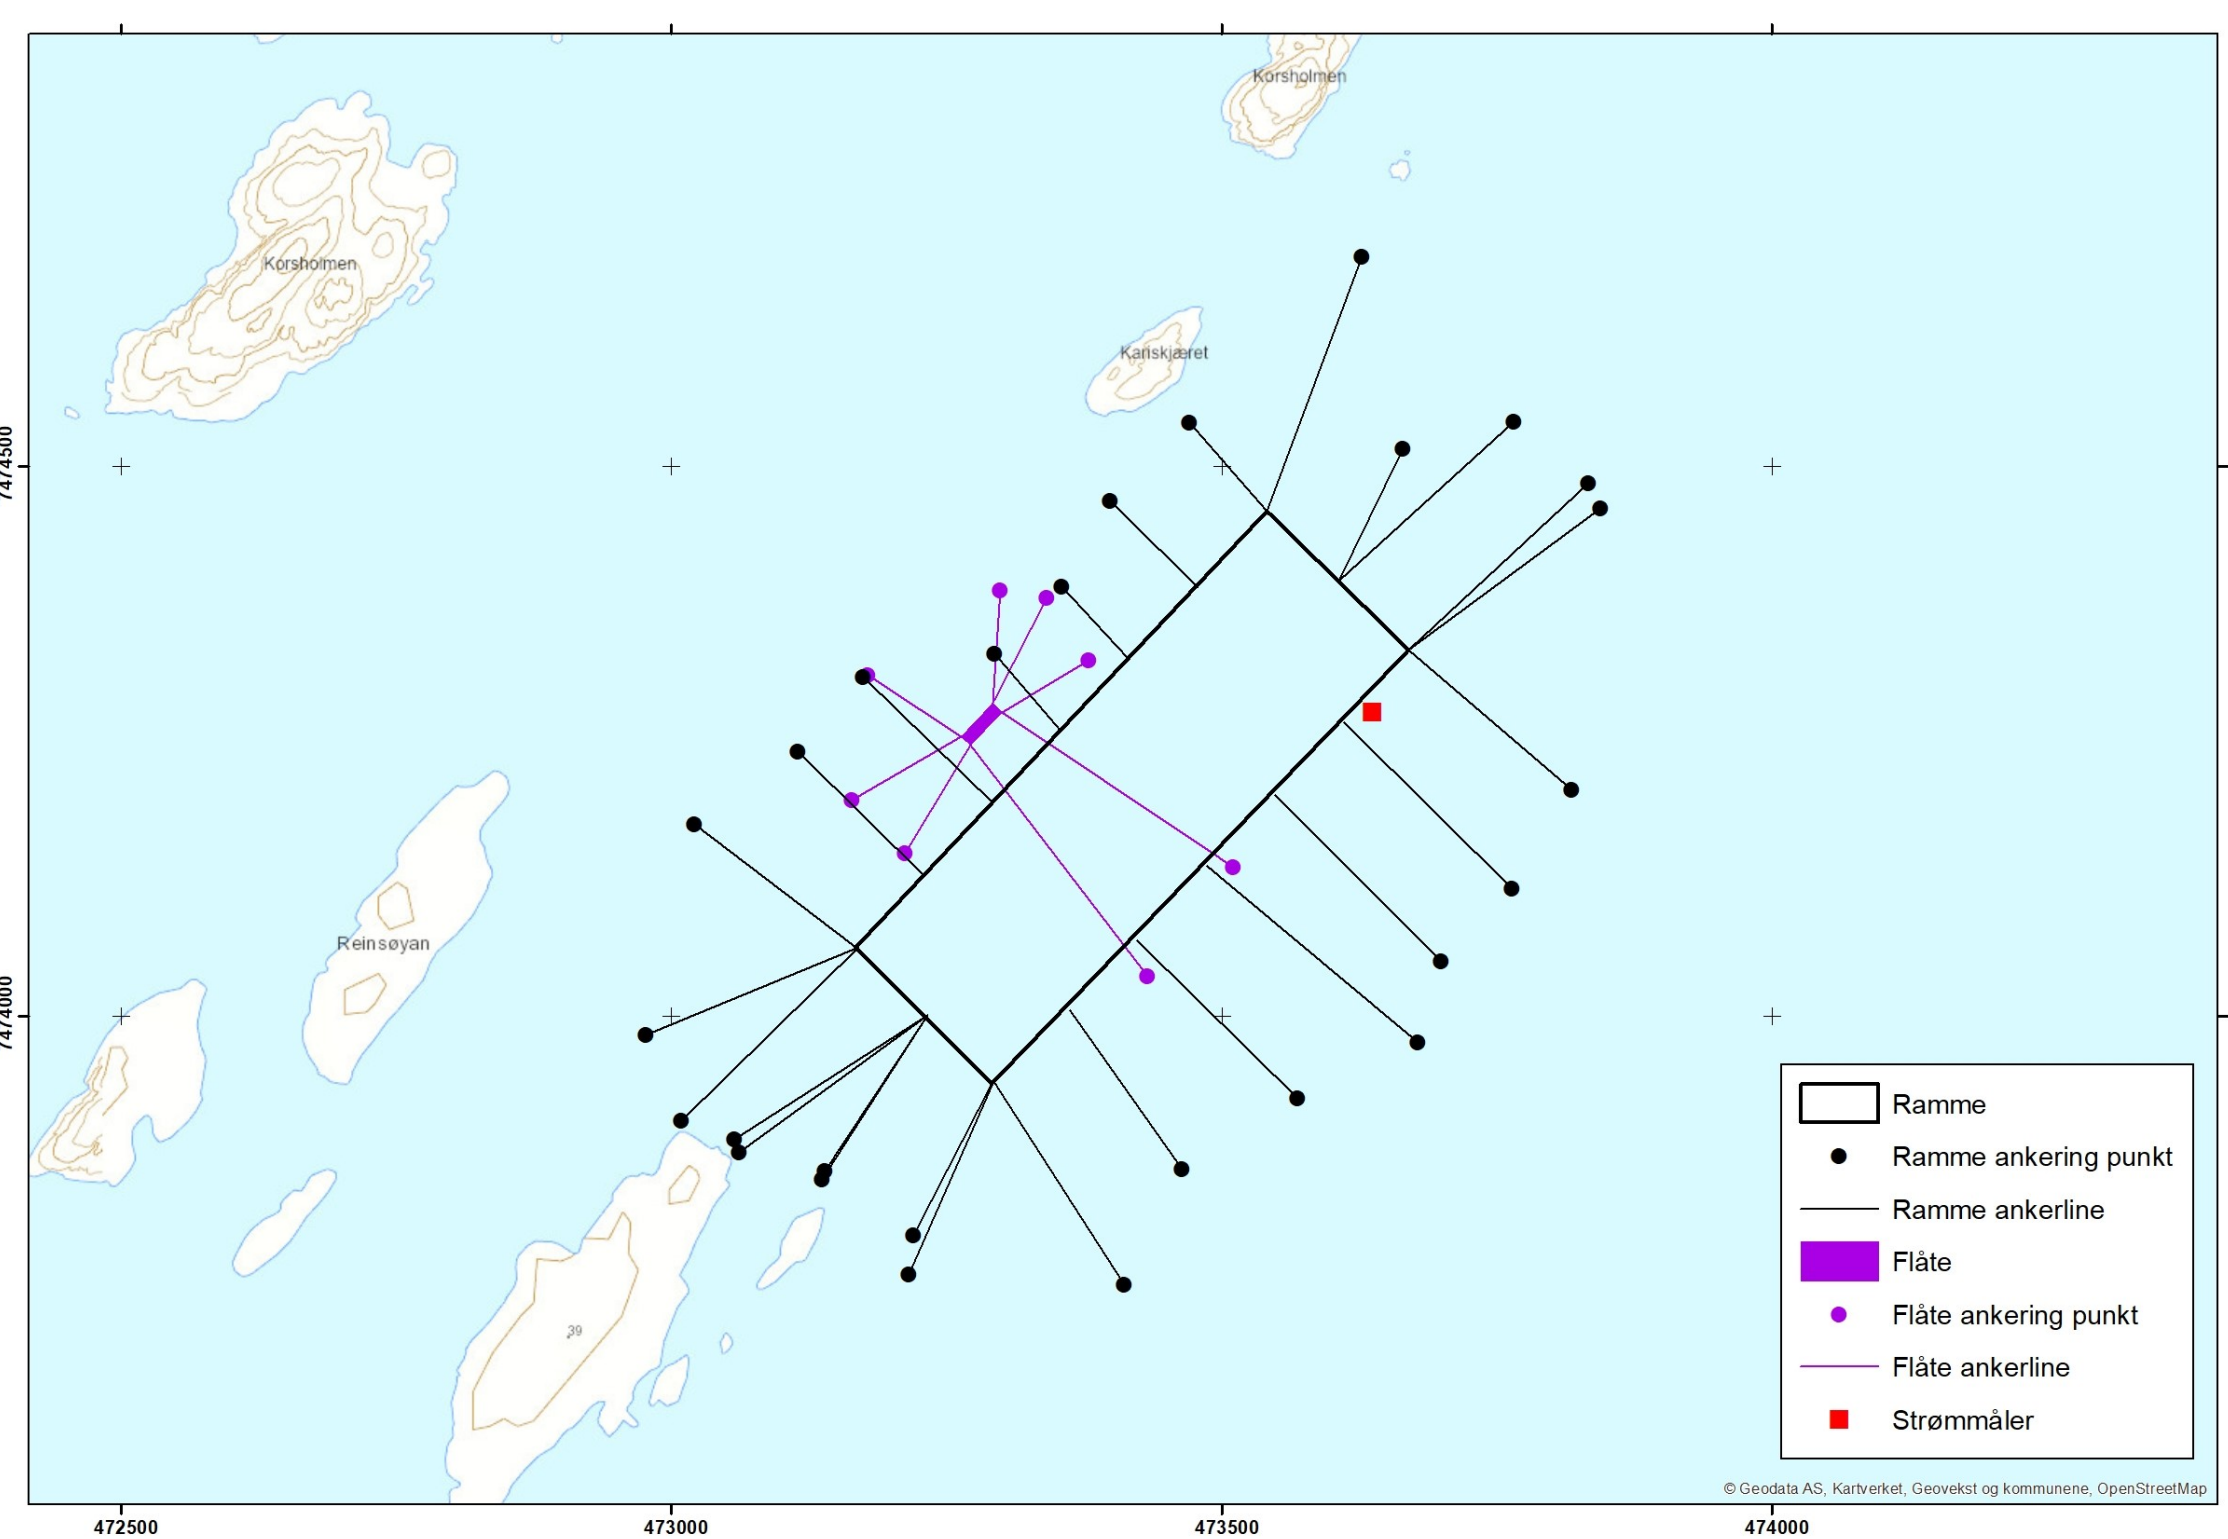 Korsholmen
Korsholmen
Kariskjæret
7474500
Reinsøyan
7474000
39
Ramme
Ramme ankering punkt
Ramme ankerline
Flåte
Flåte ankering punkt
Flåte ankerline
Strømmåler
© Geodata AS, Kartverket, Geovekst og kommunene, OpenStreetMap
472500 473000 473500 474000